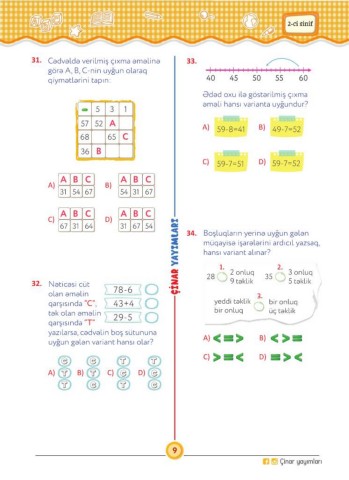 2-ci sinif
31. Cədvəldə verilmiş çıxma əməlinə
görə A, B, C-nin uyğun olaraq
qiymətlərini tapın:
5 3 1
57 52 A
68 65 C
36 B
A) A B C
31 54 67
B) A B C
54 31 67
C) A B C
67 31 64
D) A B C
31 67 54
32. Nəticəsi cüt
olan əməlin
qarşısında "C",
tək olan əməlin
qarşısında "T"
yazılarsa, cədvəlin boş sütununa
uyğun gələn variant hansı olar?
78-6
43+4
29-5
A) B) C) D)
ÇINAR YAYIMLARI
33.
40 45 50 55 60
Ədəd oxu ilə göstərilmiş çıxma
əməli hansı varianta uyğundur?
A) 59-8=41
B) 49-7=52
C) 59-7=51
D) 59-7=52
34. Boşluqların yerinə uyğun gələn
müqayisə işarələrini ardıcıl yazsaq,
hansı variant alınar?
1.
28 2 onluq
9 təklik
2.
35 3 onluq
5 təklik
3.
yeddi təklik bir onluq
bir onluq üç təklik
A) < = >
B) < > =
C) > = <
D) = > <
9
Çinar yayımları